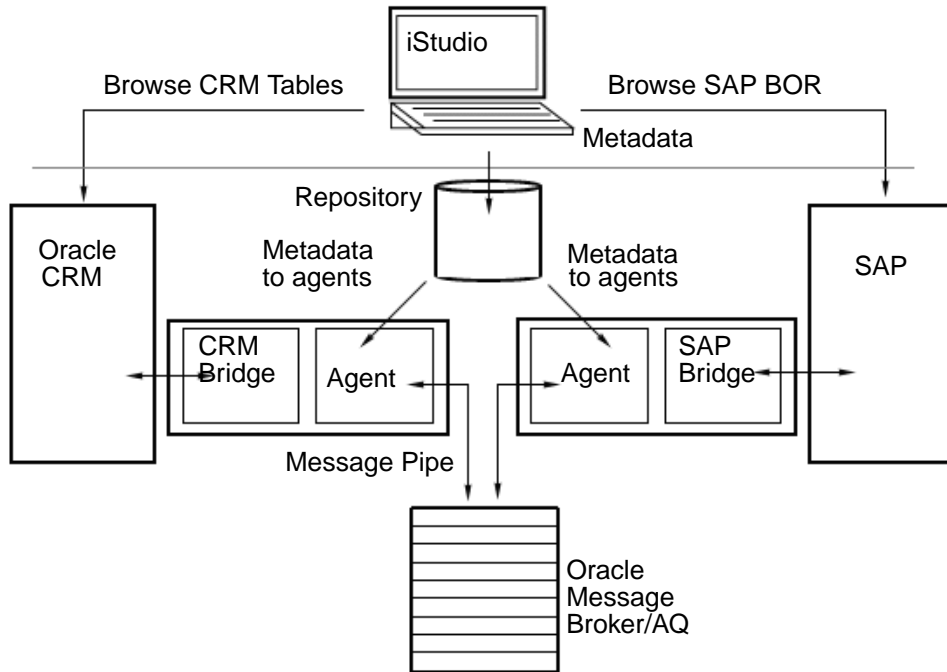 iStudio
Browse CRM Tables
Browse SAP BOR
Metadata
Repository
Oracle
CRM
Metadata
to agents
Metadata
to agents
SAP
CRM
Bridge
Agent
Agent
SAP
Bridge
Message Pipe
Oracle
Message
Broker/AQ